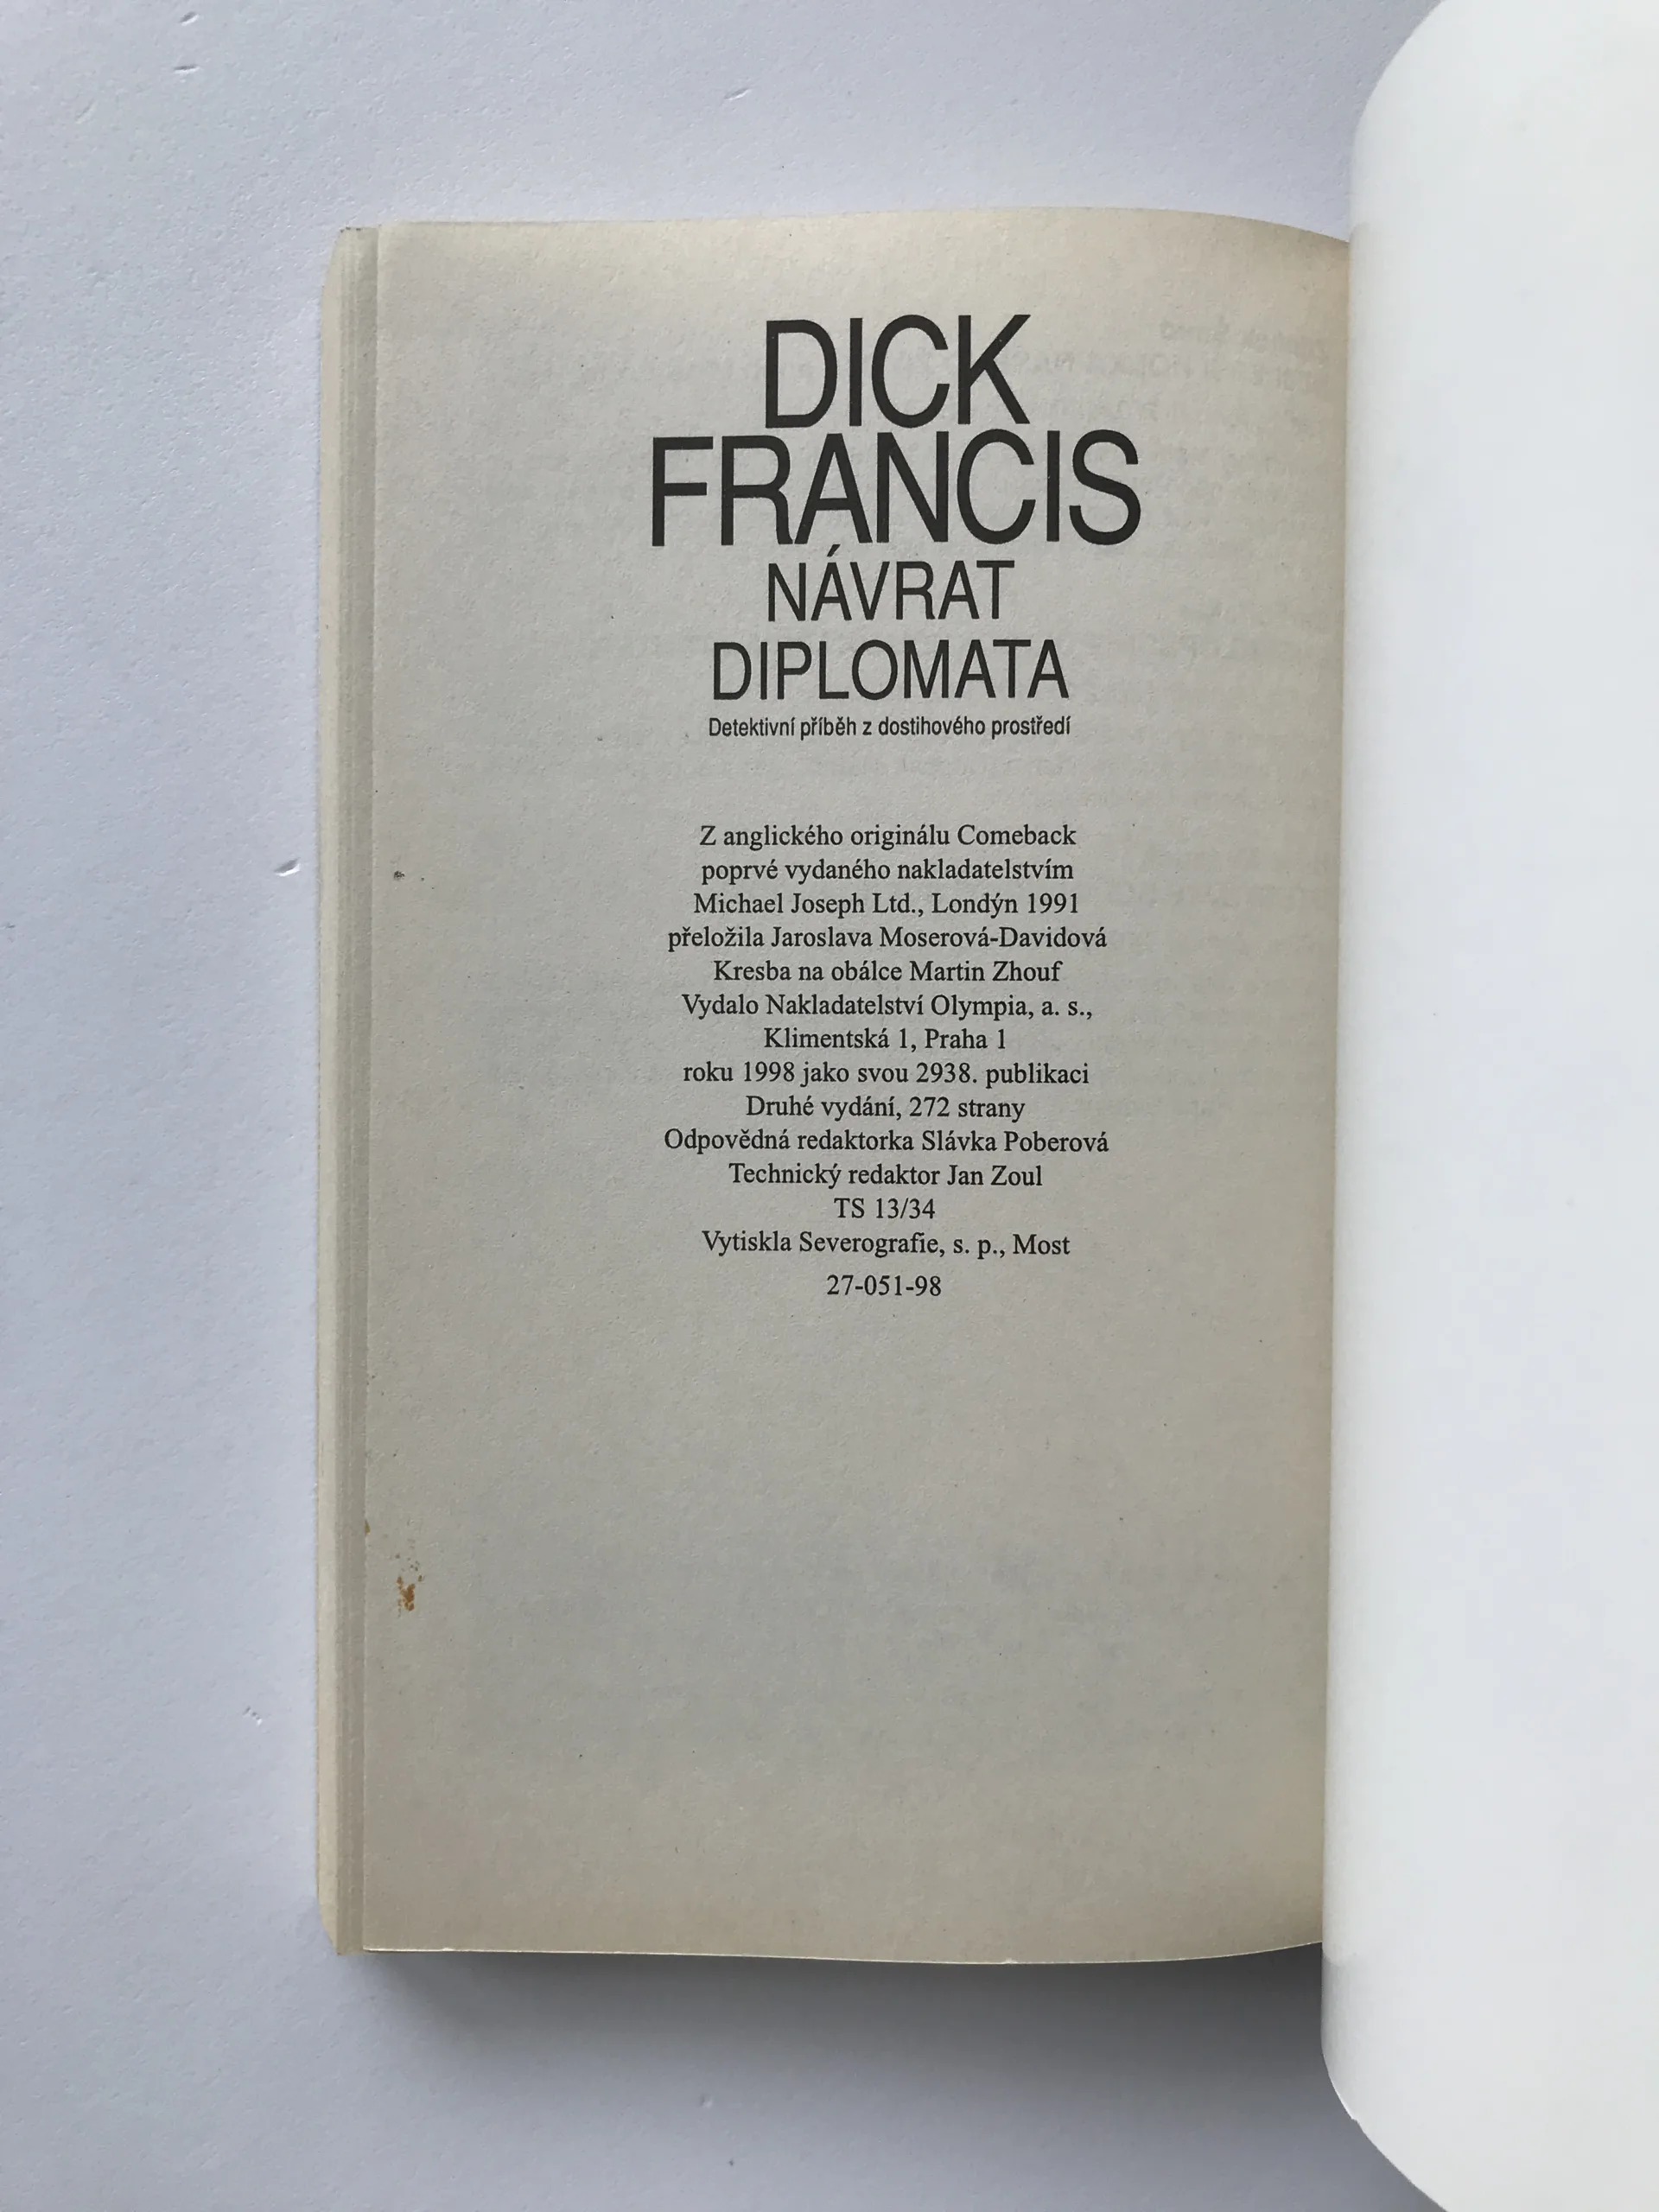 DICK
FRANCIS
NÁVRAT
DIPLOMATA
Detektivní příběh z dostihového prostředí
Z anglického originálu Comeback
poprvé vydaného nakladatelstvím
Michael Joseph Ltd., Londýn 1991
přeložila Jaroslava Moserová-Davidová
Kresba na obálce Martin Zhouf
Vydalo Nakladatelství Olympia, a. s.,
Klimentská 1, Praha 1
roku 1998 jako svou 2938. publikaci
Druhé vydání, 272 strany
Odpovědná redaktorka Slávka Poberová
Technický redaktor Jan Zoul
TS 13/34
Vytiskla Severografie, s. p., Most
27-051-98